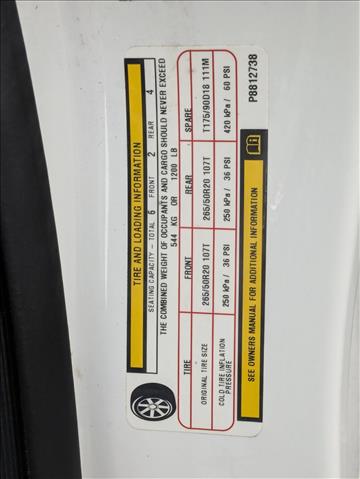 TIRE AND LOADING INFORMATION
SEATING CAPACITY - TOTAL 6 FRONT 2 REAR 4
THE COMBINED WEIGHT OF OCCUPANTS AND CARGO SHOULD NEVER EXCEED
544 KG OR 1200 LB
TIRE FRONT REAR SPARE
ORIGINAL TIRE SIZE 265/50R20 107T 265/50R20 107T T175/90D18 111M
COLD TIRE INFLATION
PRESSURE 250 kPa / 36 PSI 250 kPa / 36 PSI 420 kPa / 60 PSI
SEE OWNERS MANUAL FOR ADDITIONAL INFORMATION
P8812738